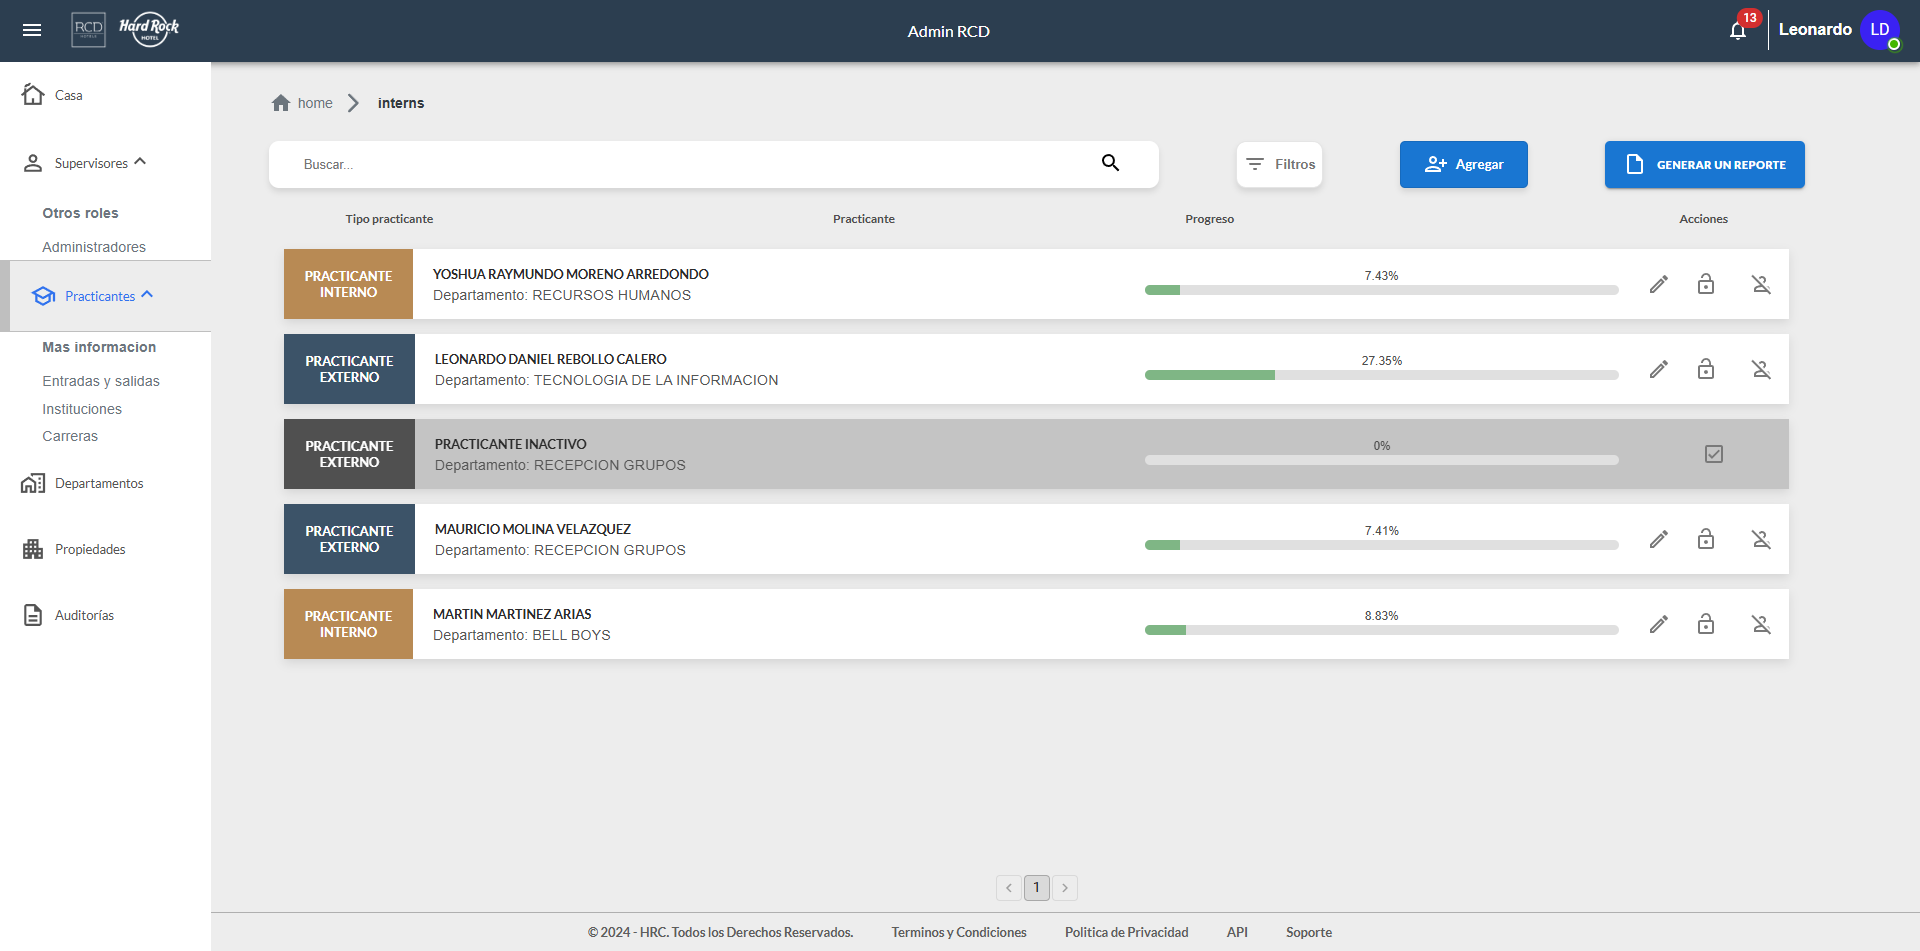 RCD
HOTELS
Hard Rock
HOTEL
Admin RCD
13
Leonardo
LD
Casa
Supervisores
Otros roles
Administradores
Practicantes
Mas informacion
Entradas y salidas
Instituciones
Carreras
Departamentos
Propiedades
Auditorías
home
interns
Buscar...
Filtros
Agregar
GENERAR UN REPORTE
Tipo practicante
Practicante
Progreso
Acciones
PRACTICANTE
INTERNO
YOSHUA RAYMUNDO MORENO ARREDONDO
Departamento: RECURSOS HUMANOS
7.43%
PRACTICANTE
EXTERNO
LEONARDO DANIEL REBOLLO CALERO
Departamento: TECNOLOGIA DE LA INFORMACION
27.35%
PRACTICANTE
EXTERNO
PRACTICANTE INACTIVO
Departamento: RECEPCION GRUPOS
0%
PRACTICANTE
EXTERNO
MAURICIO MOLINA VELAZQUEZ
Departamento: RECEPCION GRUPOS
7.41%
PRACTICANTE
INTERNO
MARTIN MARTINEZ ARIAS
Departamento: BELL BOYS
8.83%
1
© 2024 - HRC. Todos los Derechos Reservados.
Terminos y Condiciones
Politica de Privacidad
API
Soporte